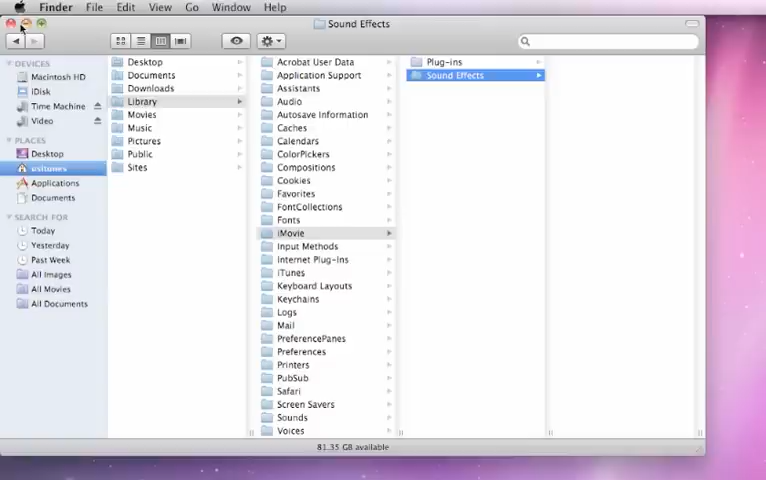 Finder File Edit View Go Window Help
Sound Effects
DEVICES
Macintosh HD
iDisk
Time Machine
Video
PLACES
Desktop
Applications
Documents
SEARCH FOR
Today
Yesterday
Past Week
All Images
All Movies
All Documents
Desktop
Documents
Downloads
Library
Movies
Music
Pictures
Public
Sites
Acrobat User Data
Application Support
Assistants
Audio
Autosave Information
Caches
Calendars
ColorPickers
Compositions
Cookies
Favorites
FontCollections
Fonts
iMovie
Input Methods
Internet Plug-Ins
iTunes
Keyboard Layouts
Keychains
Logs
Mail
PreferencePanes
Preferences
Printers
PubSub
Safari
Screen Savers
Sounds
Voices
Plug-ins
Sound Effects
81.35 GB available